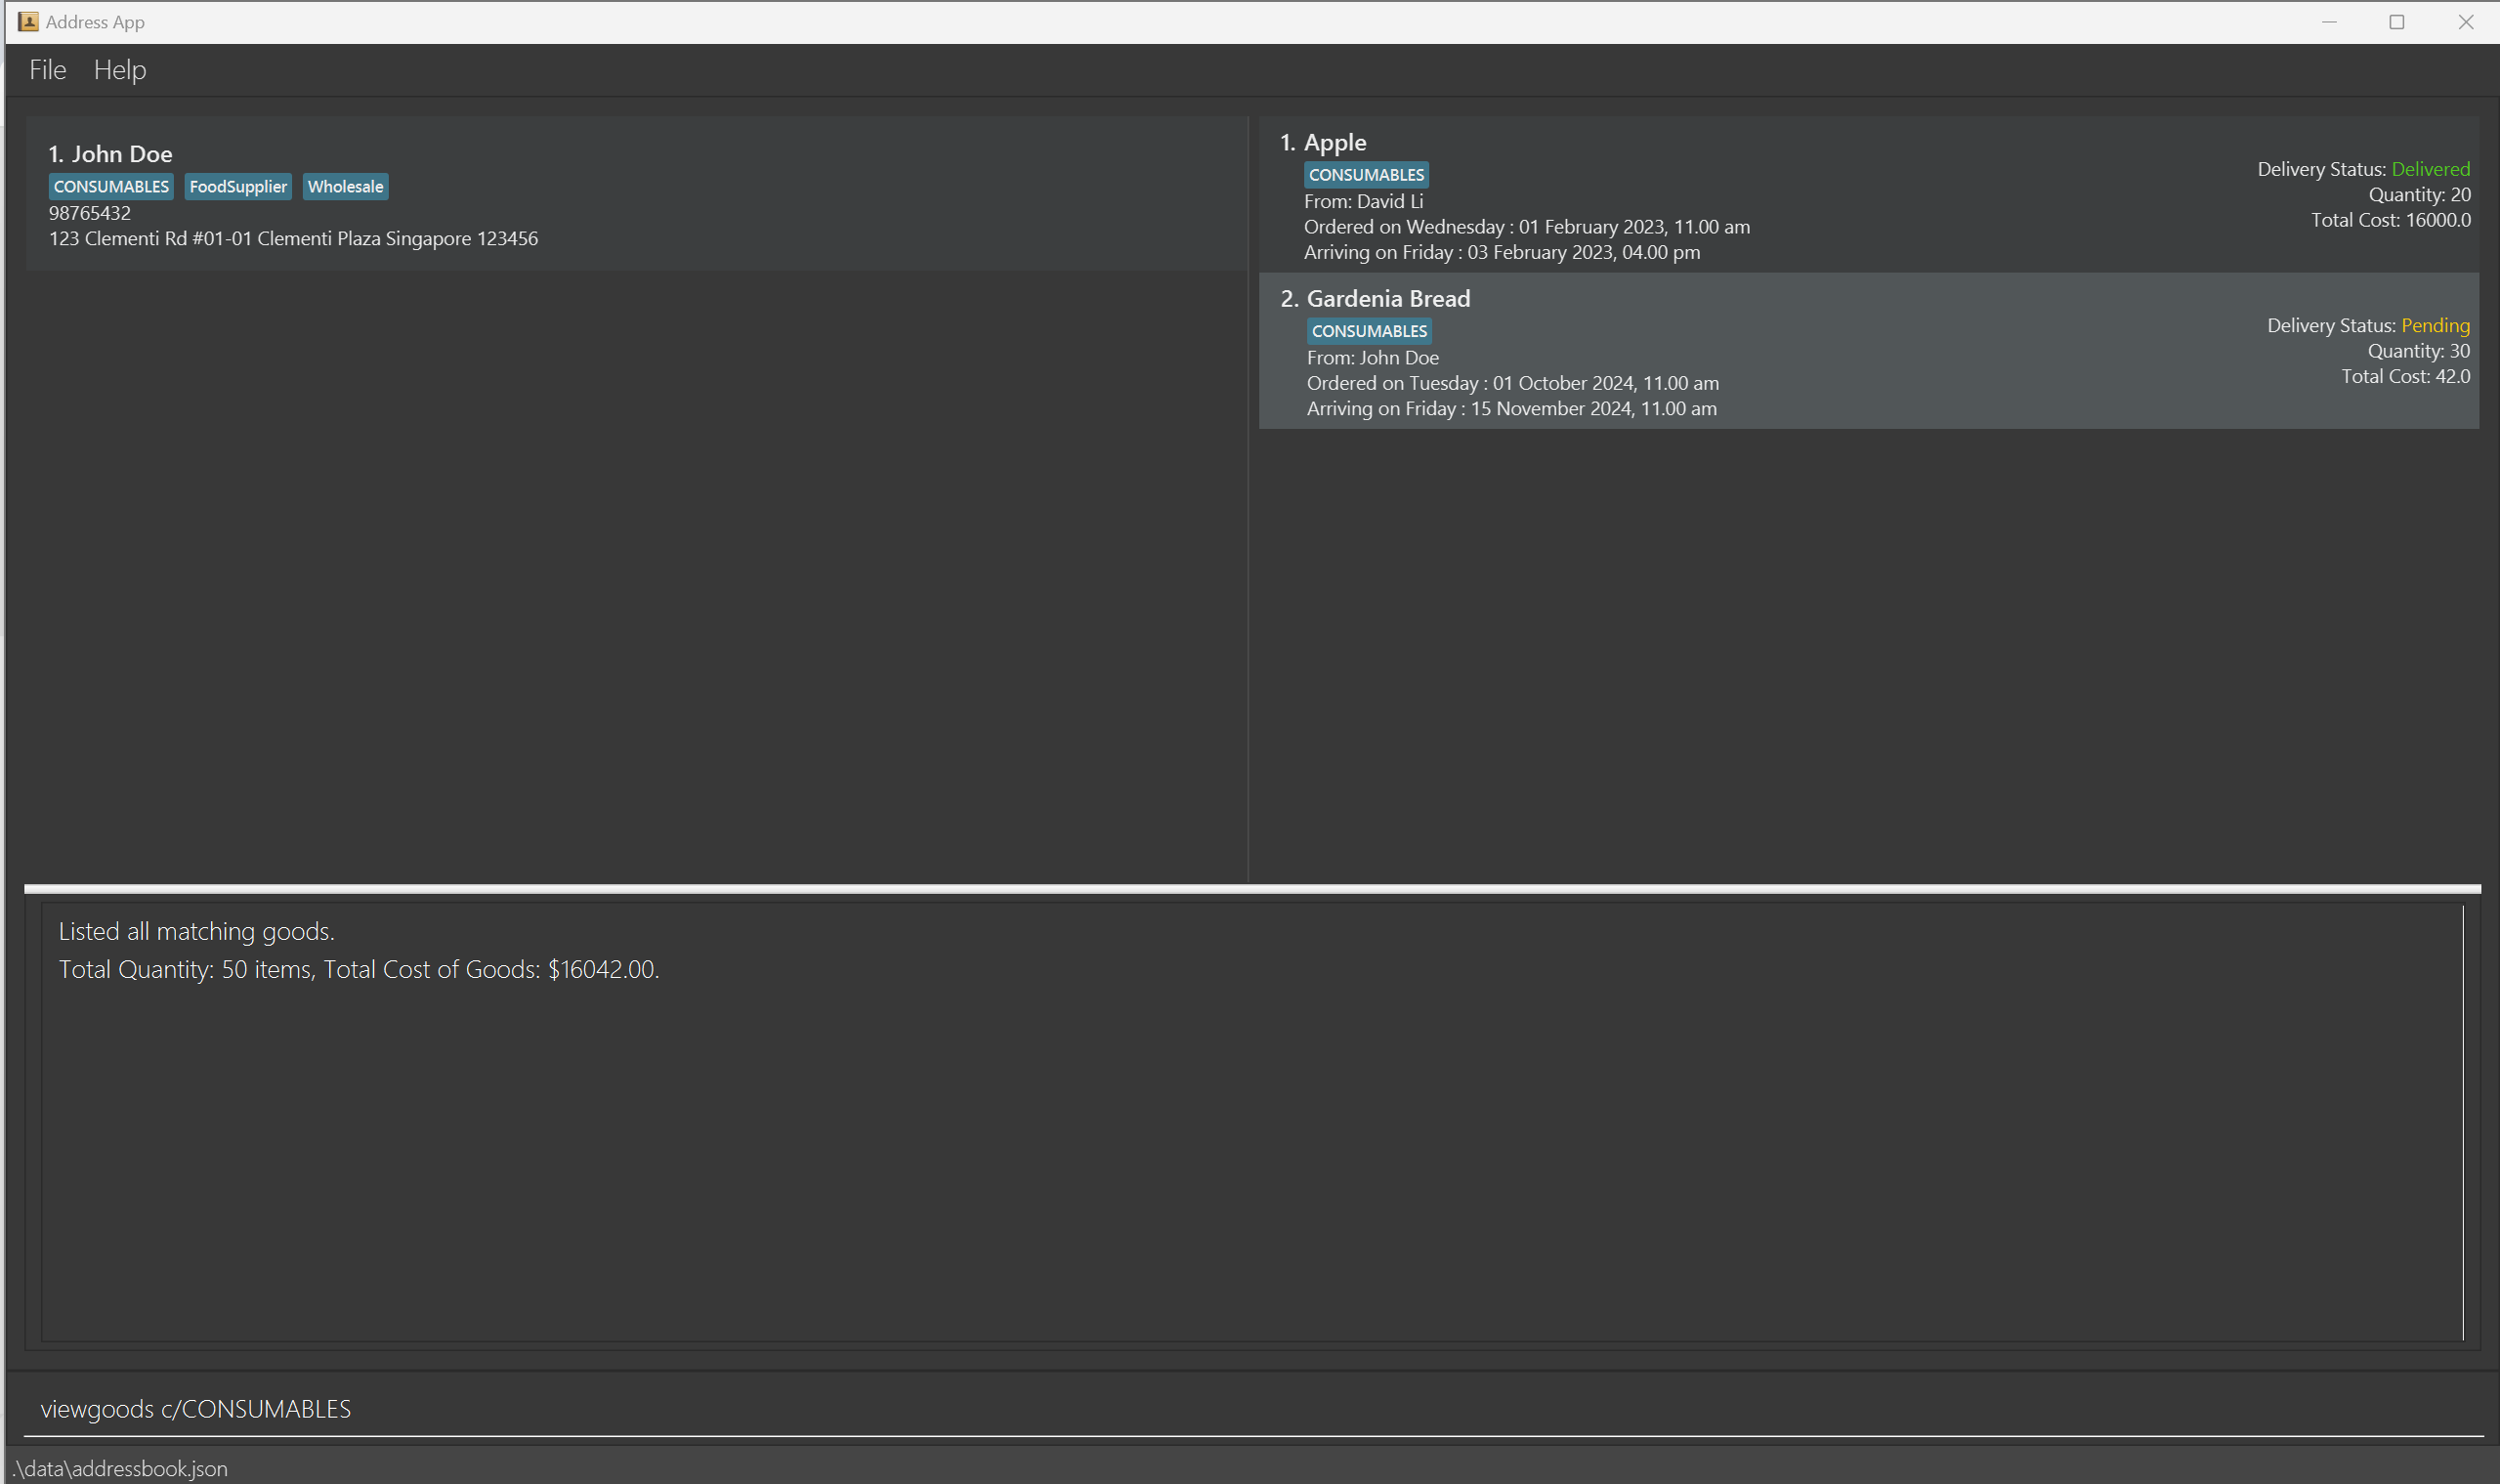 Address App
File Help
1. John Doe
CONSUMABLES FoodSupplier Wholesale
98765432
123 Clementi Rd #01-01 Clementi Plaza Singapore 123456
1. Apple
CONSUMABLES
From: David Li
Ordered on Wednesday : 01 February 2023, 11.00 am
Arriving on Friday : 03 February 2023, 04.00 pm
Delivery Status: Delivered
Quantity: 20
Total Cost: 16000.0
2. Gardenia Bread
CONSUMABLES
From: John Doe
Ordered on Tuesday : 01 October 2024, 11.00 am
Arriving on Friday : 15 November 2024, 11.00 am
Delivery Status: Pending
Quantity: 30
Total Cost: 42.0
Listed all matching goods.
Total Quantity: 50 items, Total Cost of Goods: $16042.00.
viewgoods c/CONSUMABLES
.\data\addressbook.json